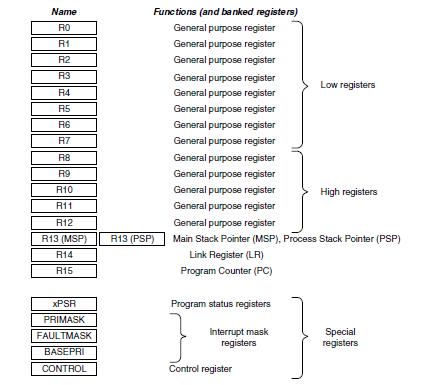 Name Functions (and banked registers)
R0 General purpose register
R1 General purpose register
R2 General purpose register
R3 General purpose register
R4 General purpose register
R5 General purpose register
R6 General purpose register
R7 General purpose register
Low registers
R8 General purpose register
R9 General purpose register
R10 General purpose register
R11 General purpose register
R12 General purpose register
High registers
R13 (MSP) R13 (PSP) Main Stack Pointer (MSP), Process Stack Pointer (PSP)
R14 Link Register (LR)
R15 Program Counter (PC)
xPSR Program status registers
PRIMASK
FAULTMASK
BASEPRI
Interrupt mask
registers
CONTROL Control register
Special
registers